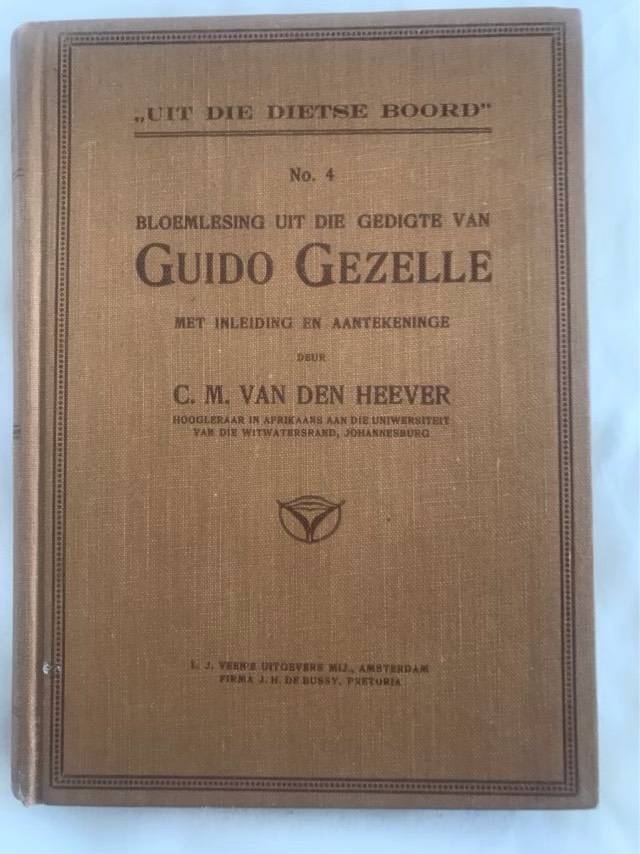 „UIT DIE DIETSE BOORD”
No. 4
BLOEMLESING UIT DIE GEDIGTE VAN
GUIDO GEZELLE
MET INLEIDING EN AANTEKENINGE
DEUR
C. M. VAN DEN HEEVER
HOOGLERAAR IN AFRIKAANS AAN DIE UNIWERSITEIT
VAN DIE WITWATERSRAND, JOHANNESBURG
L. J. VEEN'S UITGEVERS MIJ., AMSTERDAM
FIRMA J. H. DE BUSSY, PRETORIA